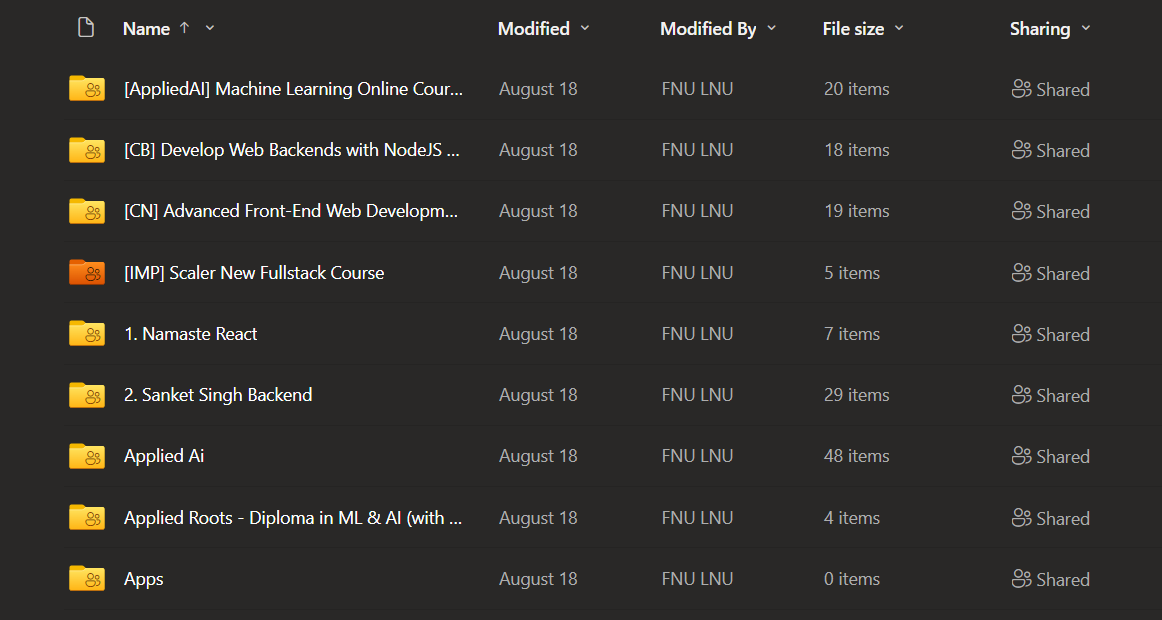 Name Modified Modified By File size Sharing
[AppliedAI] Machine Learning Online Cour... August 18 FNU LNU 20 items Shared
[CB] Develop Web Backends with NodeJS ... August 18 FNU LNU 18 items Shared
[CN] Advanced Front-End Web Developm... August 18 FNU LNU 19 items Shared
[IMP] Scaler New Fullstack Course August 18 FNU LNU 5 items Shared
1. Namaste React August 18 FNU LNU 7 items Shared
2. Sanket Singh Backend August 18 FNU LNU 29 items Shared
Applied Ai August 18 FNU LNU 48 items Shared
Applied Roots - Diploma in ML & AI (with ... August 18 FNU LNU 4 items Shared
Apps August 18 FNU LNU 0 items Shared